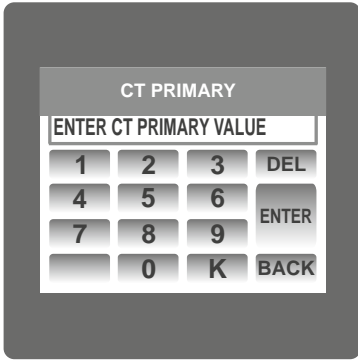 CT PRIMARY
ENTER CT PRIMARY VALUE
1 2 3 DEL
4 5 6 ENTER
7 8 9
0 K BACK